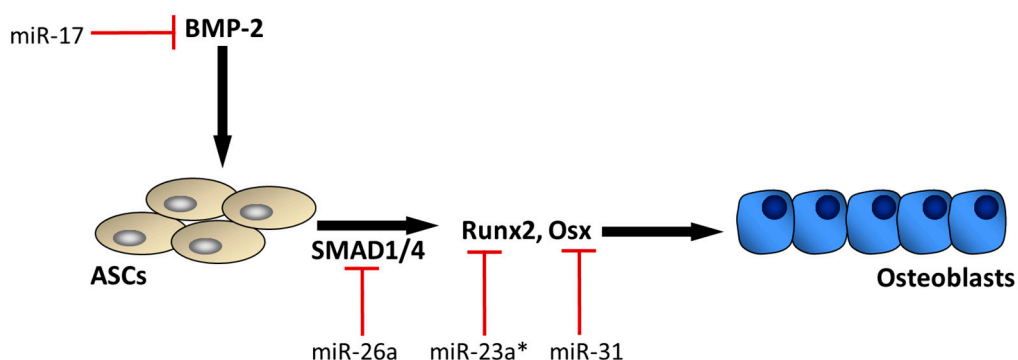 miR-17
BMP-2
ASCs
SMAD1/4
Runx2, Osx
Osteoblasts
miR-26a
miR-23a*
miR-31